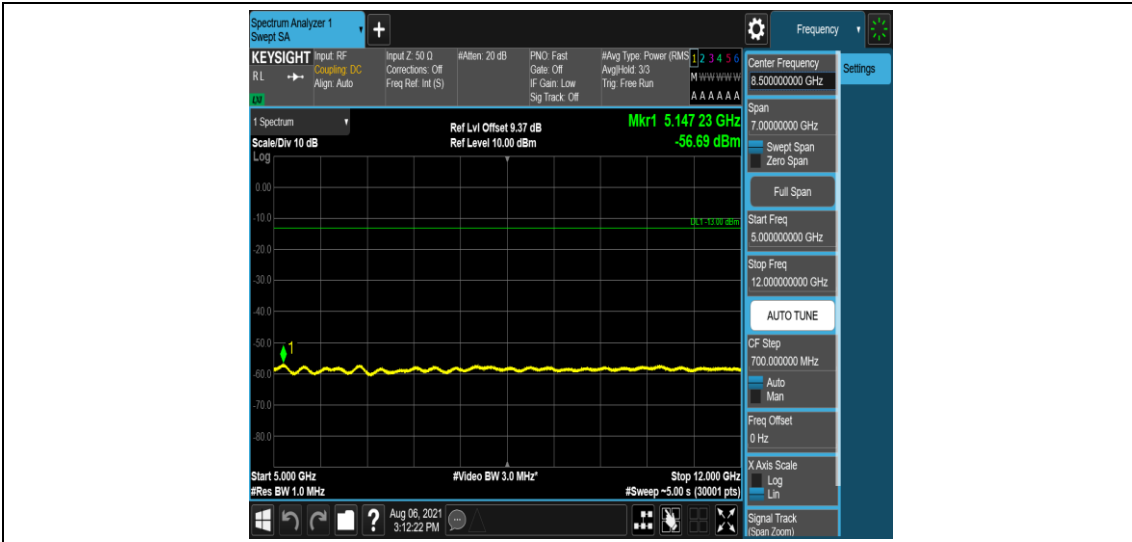 Spectrum Analyzer 1
Swept SA
+
Frequency
KEYSIGHT
RL
LXI
Input: RF
Coupling: DC
Align: Auto
Input Z: 50 Ω
Corrections: Off
Freq Ref: Int (S)
#Atten: 20 dB
PNO: Fast
Gate: Off
IF Gain: Low
Sig Track: Off
#Avg Type: Power (RMS
Avg|Hold: 3/3
Trig: Free Run
1 2 3 4 5 6
M W W W W W
A A A A A A
1 Spectrum
Scale/Div 10 dB
Log
Ref Lvl Offset 9.37 dB
Ref Level 10.00 dBm
Mkr1 5.147 23 GHz
-56.69 dBm
0.00
-10.0
DL1 -13.00 dBm
-20.0
-30.0
-40.0
-50.0
1
-60.0
-70.0
-80.0
Start 5.000 GHz
#Res BW 1.0 MHz
#Video BW 3.0 MHz*
Stop 12.000 GHz
#Sweep ~5.00 s (30001 pts)
?
Aug 06, 2021
3:12:22 PM
Center Frequency
8.500000000 GHz
Settings
Span
7.00000000 GHz
Swept Span
Zero Span
Full Span
Start Freq
5.000000000 GHz
Stop Freq
12.000000000 GHz
AUTO TUNE
CF Step
700.000000 MHz
Auto
Man
Freq Offset
0 Hz
X Axis Scale
Log
Lin
Signal Track
(Span Zoom)